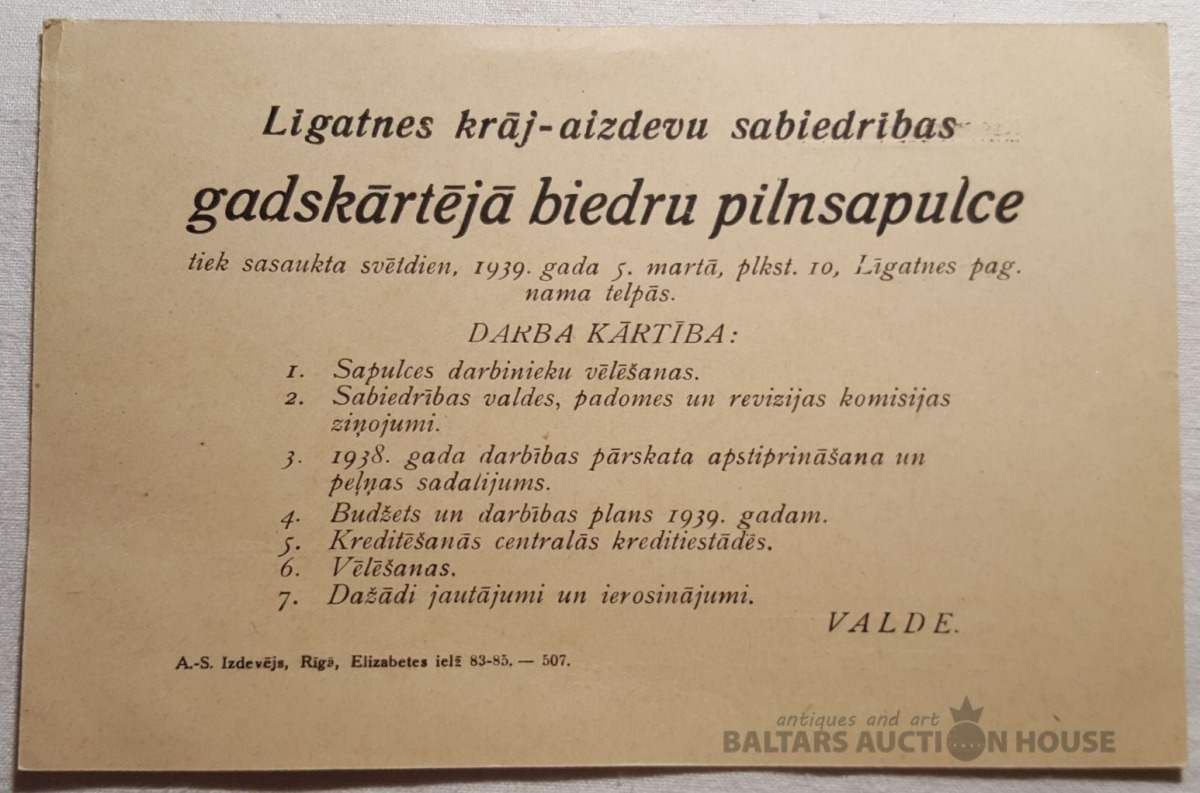 Līgatnes krāj-aizdevu sabiedrības
gadskārtējā biedru pilnsapulce
tiek sasaukta svētdien, 1939. gada 5. martā, plkst. 10, Līgatnes pag.
nama telpās.
DARBA KĀRTĪBA:
1. Sapulces darbinieku vēlēšanas.
2. Sabiedrības valdes, padomes un revizijas komisijas
ziņojumi.
3. 1938. gada darbības pārskata apstiprināšana un
peļņas sadalījums.
4. Budžets un darbības plans 1939. gadam.
5. Kreditēšanās centralās kreditiestādēs.
6. Vēlēšanas.
7. Dažādi jautājumi un ierosinājumi.
VALDE.
A.-S. Izdevējs, Rīgā, Elizabetes ielā 83-85. — 507.
antiques and art
BALTARS AUCTION HOUSE